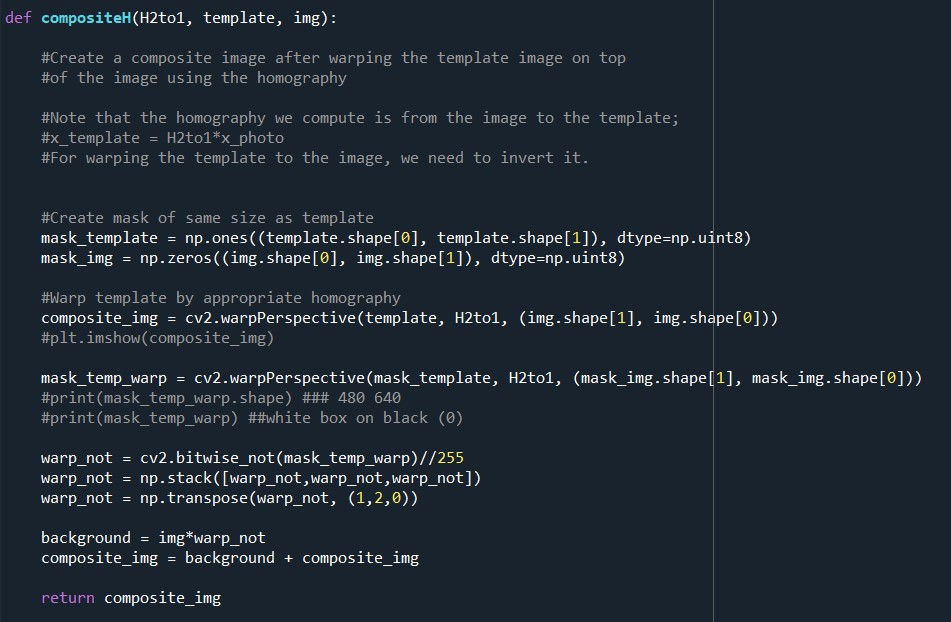 def compositeH(H2to1, template, img):
#Create a composite image after warping the template image on top
#of the image using the homography
#Note that the homography we compute is from the image to the template;
#x_template = H2to1*x_photo
#For warping the template to the image, we need to invert it.
#Create mask of same size as template
mask_template = np.ones((template.shape[0], template.shape[1]), dtype=np.uint8)
mask_img = np.zeros((img.shape[0], img.shape[1]), dtype=np.uint8)
#Warp template by appropriate homography
composite_img = cv2.warpPerspective(template, H2to1, (img.shape[1], img.shape[0]))
#plt.imshow(composite_img)
mask_temp_warp = cv2.warpPerspective(mask_template, H2to1, (mask_img.shape[1], mask_img.shape[0]))
#print(mask_temp_warp.shape) ### 480 640
#print(mask_temp_warp) ##white box on black (0)
warp_not = cv2.bitwise_not(mask_temp_warp)//255
warp_not = np.stack([warp_not,warp_not,warp_not])
warp_not = np.transpose(warp_not, (1,2,0))
background = img*warp_not
composite_img = background + composite_img
return composite_img